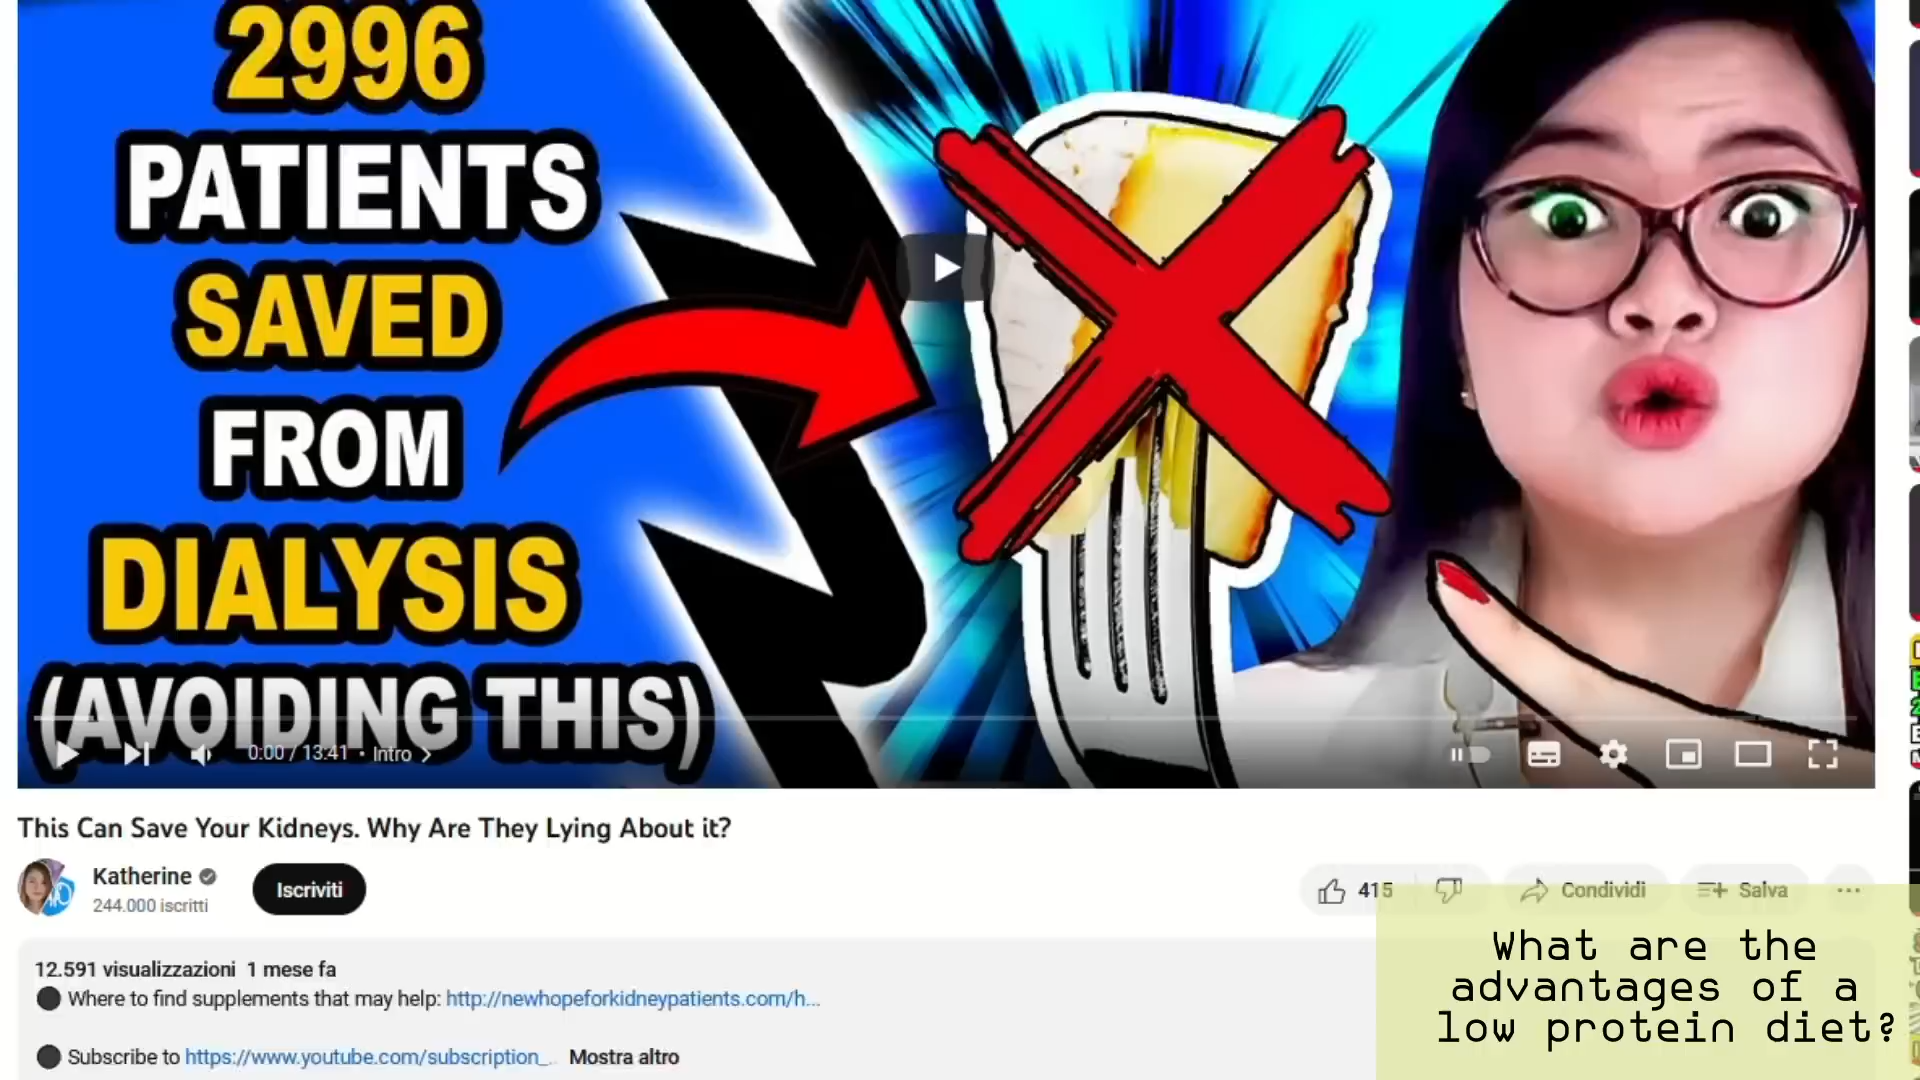 2996
PATIENTS
SAVED
FROM
DIALYSIS
(AVOIDING THIS)
0:00 / 13:41 • Intro
This Can Save Your Kidneys. Why Are They Lying About it?
Katherine
244.000 iscritti
Iscriviti
415
Condividi
Salva
12.591 visualizzazioni 1 mese fa
Where to find supplements that may help: http://newhopeforkidneypatients.com/h...
Subscribe to https://www.youtube.com/subscription_... Mostra altro
What are the
advantages of a
low protein diet?